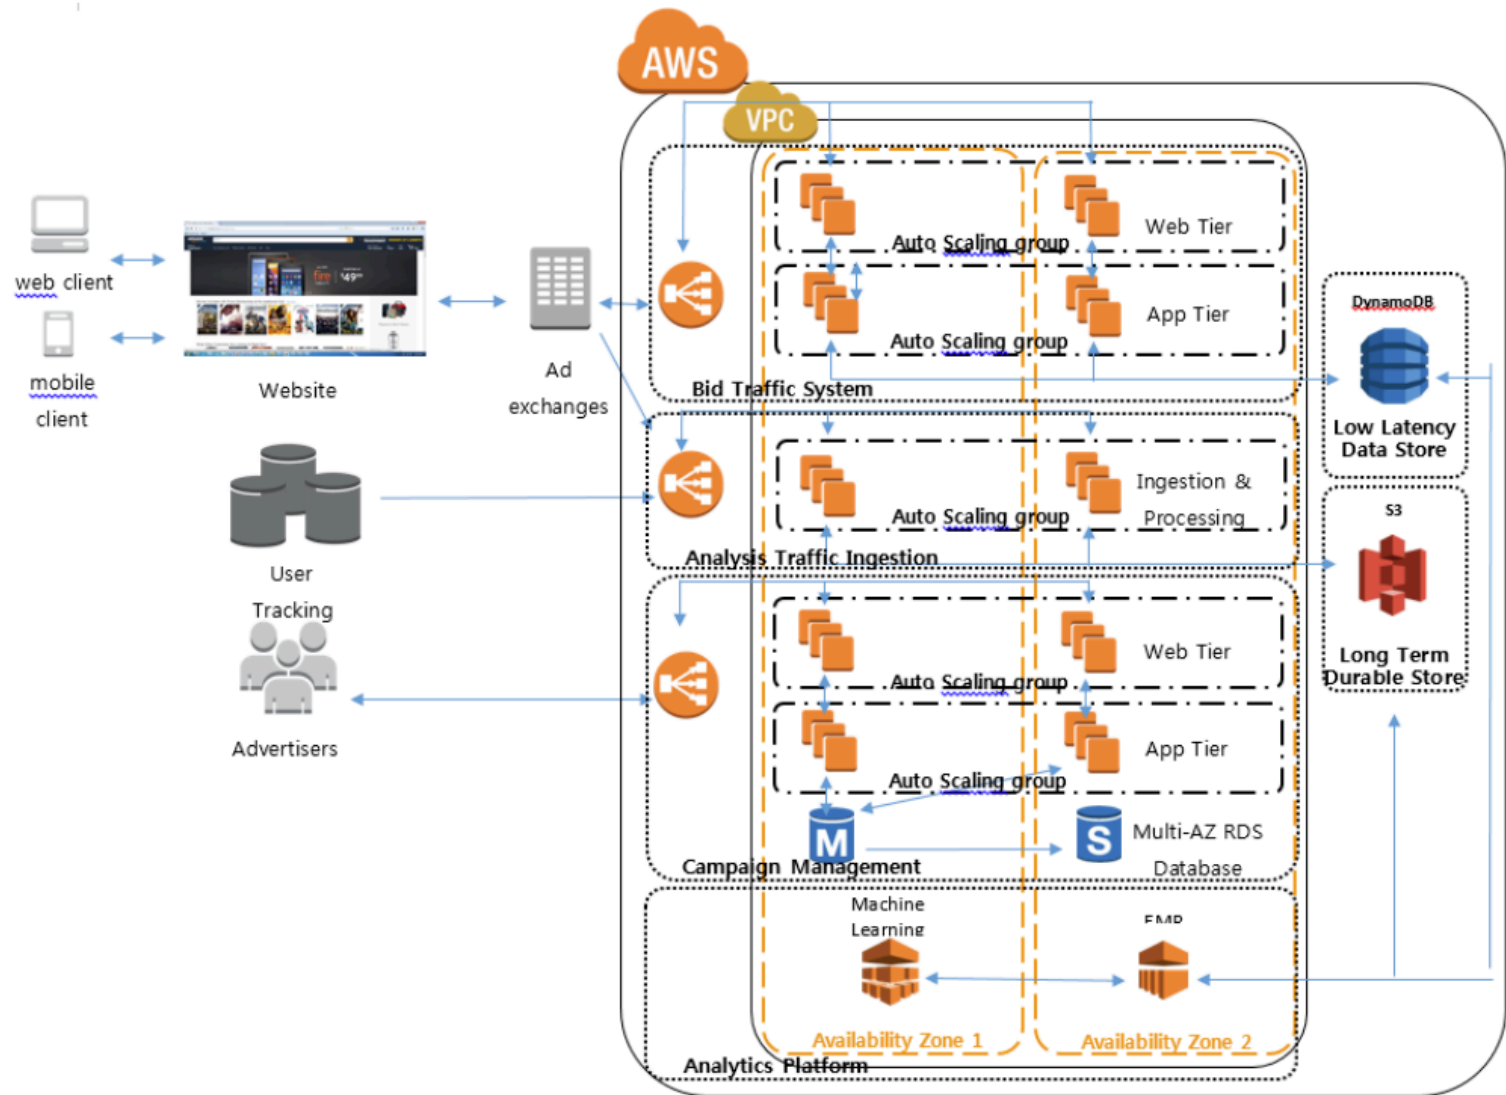 AWS
VPC
web client
mobile
client
Website
Ad
exchanges
User
Tracking
Advertisers
Web Tier
Auto Scaling group
App Tier
Auto Scaling group
Bid Traffic System
Ingestion &
Processing
Auto Scaling group
Analysis Traffic Ingestion
Web Tier
Auto Scaling group
App Tier
Auto Scaling group
M
S
Multi-AZ RDS
Database
Campaign Management
Machine
Learning
EMR
Availability Zone 1
Availability Zone 2
Analytics Platform
DynamoDB
Low Latency
Data Store
S3
Long Term
Durable Store
fire